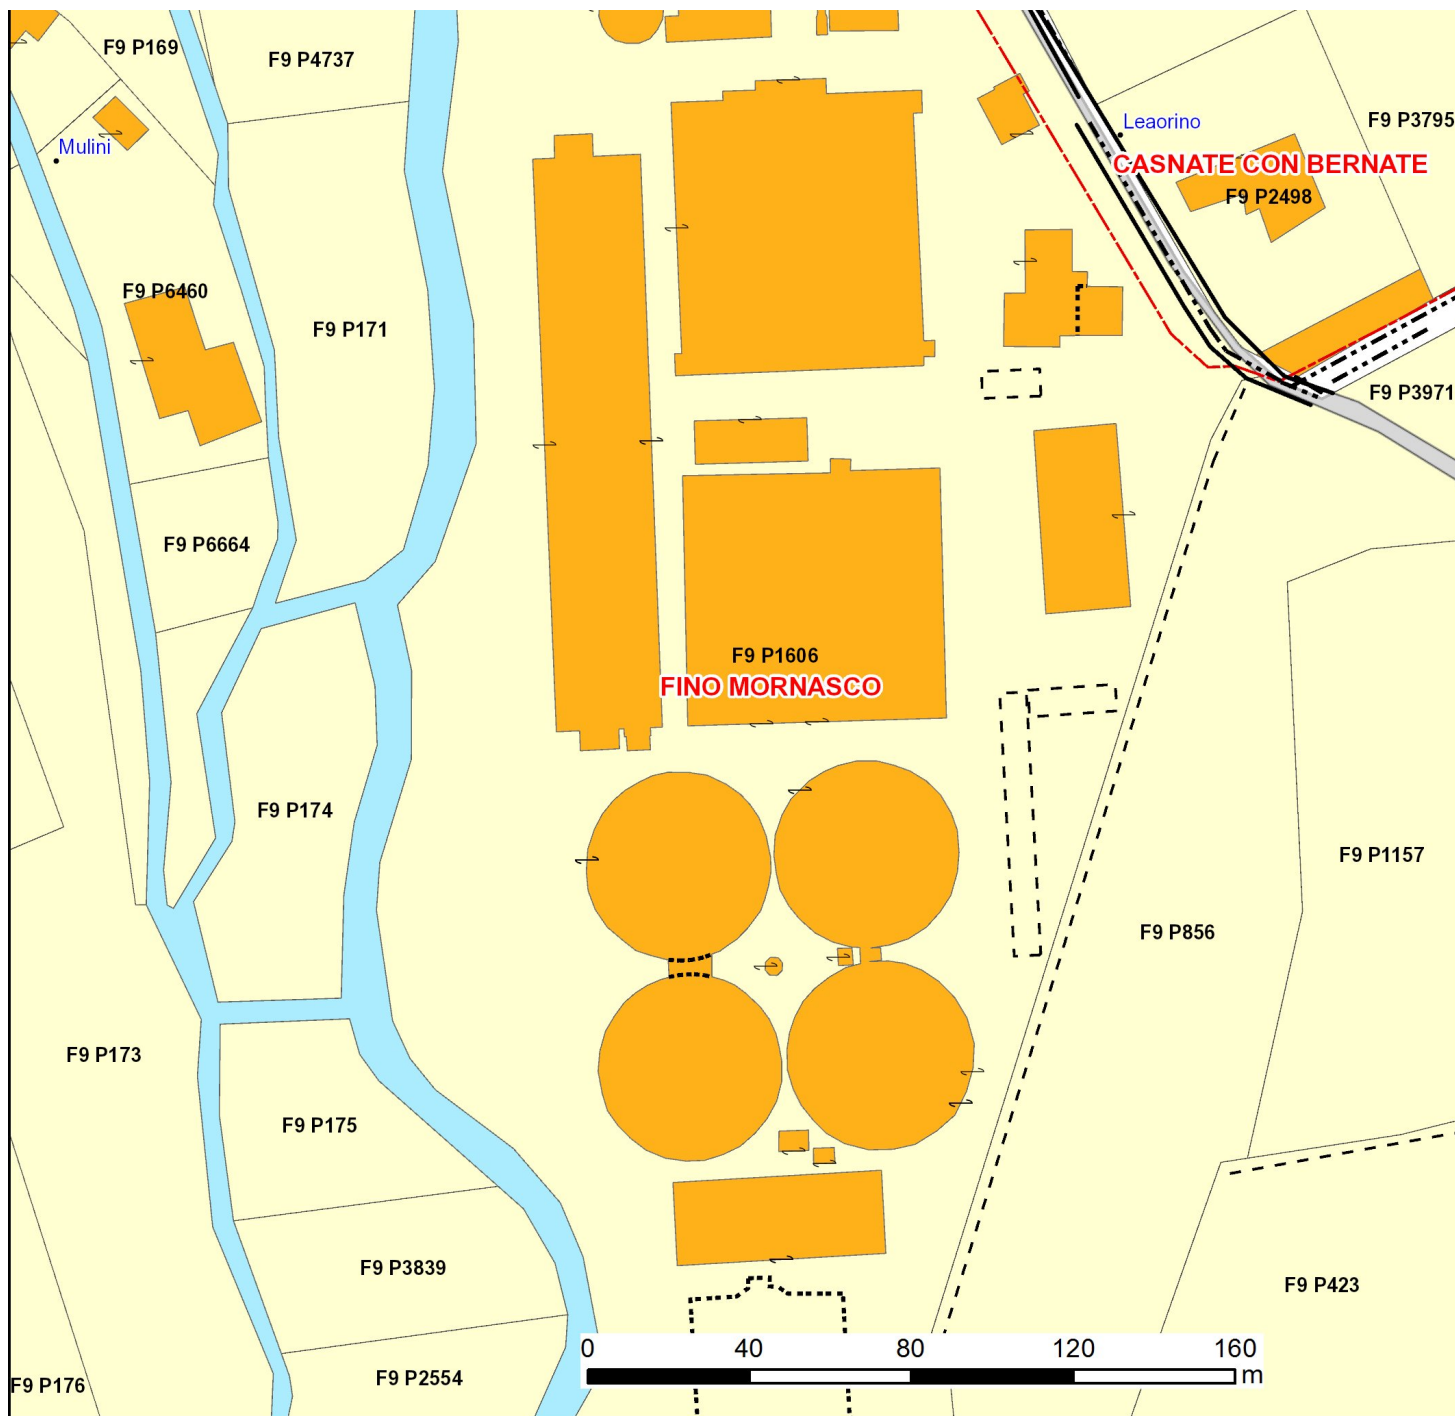 F9 P169
F9 P4737
F9 P3795
Leaorino
Mulini
CASNATE CON BERNATE
F9 P2498
F9 P6460
F9 P171
F9 P3971
F9 P6664
F9 P1606
FINO MORNASCO
F9 P174
F9 P1157
F9 P856
F9 P173
F9 P175
F9 P3839
F9 P423
0 40 80 120 160
m
F9 P2554
F9 P176